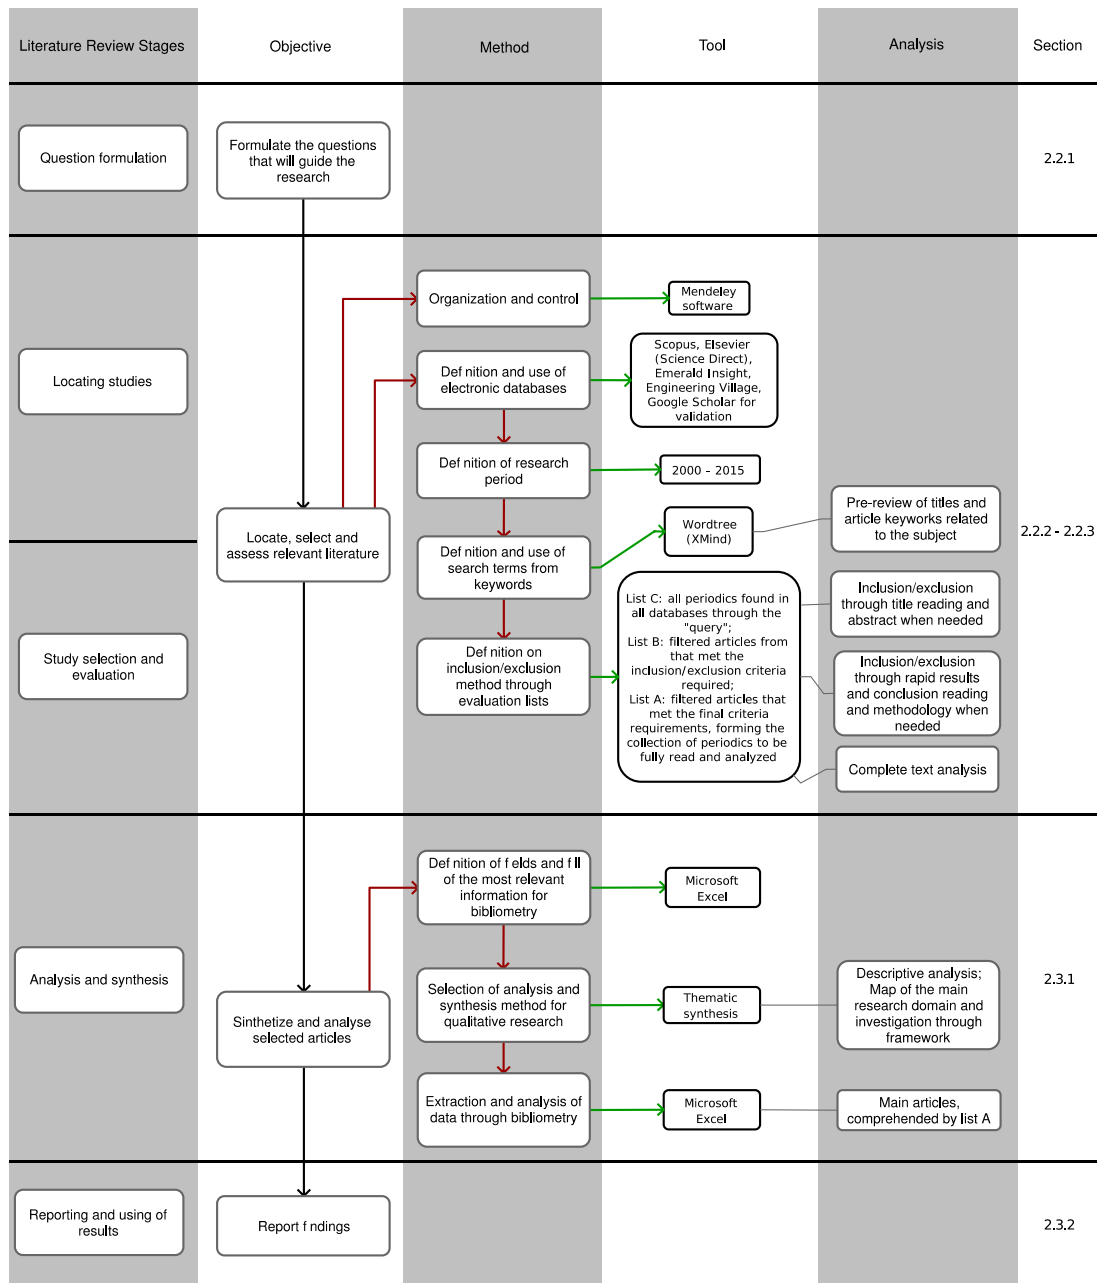 Literature Review Stages
Objective
Method
Tool
Analysis
Section
Question formulation
Formulate the questions
that will guide the
research
2.2.1
Locating studies
Study selection and
evaluation
Locate, select and
assess relevant literature
Organization and control
Mendeley
software
Def nition and use of
electronic databases
Scopus, Elsevier
(Science Direct),
Emerald Insight,
Engineering Village,
Google Scholar for
validation
Def nition of research
period
2000 - 2015
Def nition and use of
search terms from
keywords
Wordtree
(XMind)
Pre-review of titles and
article keyworks related
to the subject
Def nition on
inclusion/exclusion
method through
evaluation lists
List C: all periodics found in
all databases through the
"query";
List B: filtered articles from
that met the
inclusion/exclusion criteria
required;
List A: filtered articles that
met the final criteria
requirements, forming the
collection of periodics to be
fully read and analyzed
Inclusion/exclusion
through title reading and
abstract when needed
Inclusion/exclusion
through rapid results
and conclusion reading
and methodology when
needed
Complete text analysis
2.2.2 - 2.2.3
Analysis and synthesis
Sinthetize and analyse
selected articles
Def nition of f elds and f ll
of the most relevant
information for
bibliometry
Microsoft
Excel
Selection of analysis and
synthesis method for
qualitative research
Thematic
synthesis
Descriptive analysis;
Map of the main
research domain and
investigation through
framework
Extraction and analysis of
data through bibliometry
Microsoft
Excel
Main articles,
comprehended by list A
2.3.1
Reporting and using of
results
Report f ndings
2.3.2